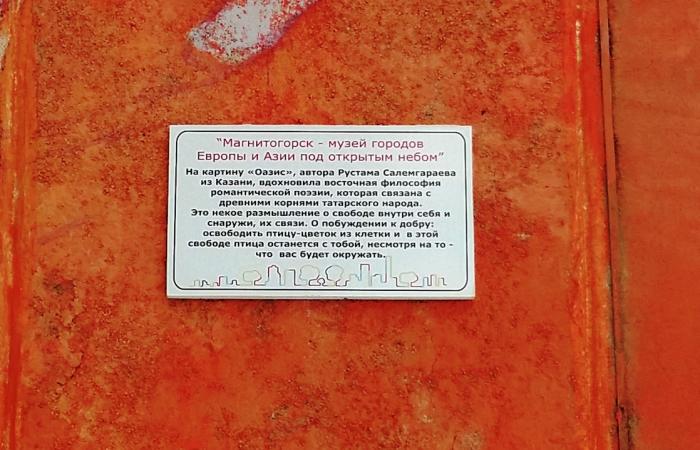 "Магнитогорск - музей городов
Европы и Азии под открытым небом"
На картину «Оазис», автора Рустама Салемгараева
из Казани, вдохновила восточная философия
романтической поэзии, которая связана с
древними корнями татарского народа.
Это некое размышление о свободе внутри себя и
снаружи, их связи. О побуждении к добру:
освободить птицу-цветок из клетки и в этой
свободе птица останется с тобой, несмотря на то -
что вас будет окружать.